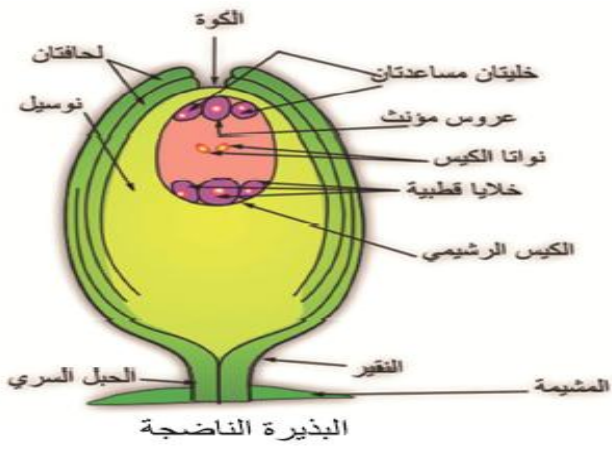 الكوة
لحافتان
خليتان مساعدتان
نوسيل
عروس مؤنث
نواتا الكيس
خلايا قطبية
الكيس الرشيمي
النقير
الحبل السري
المشيمة
البذيرة الناضجة